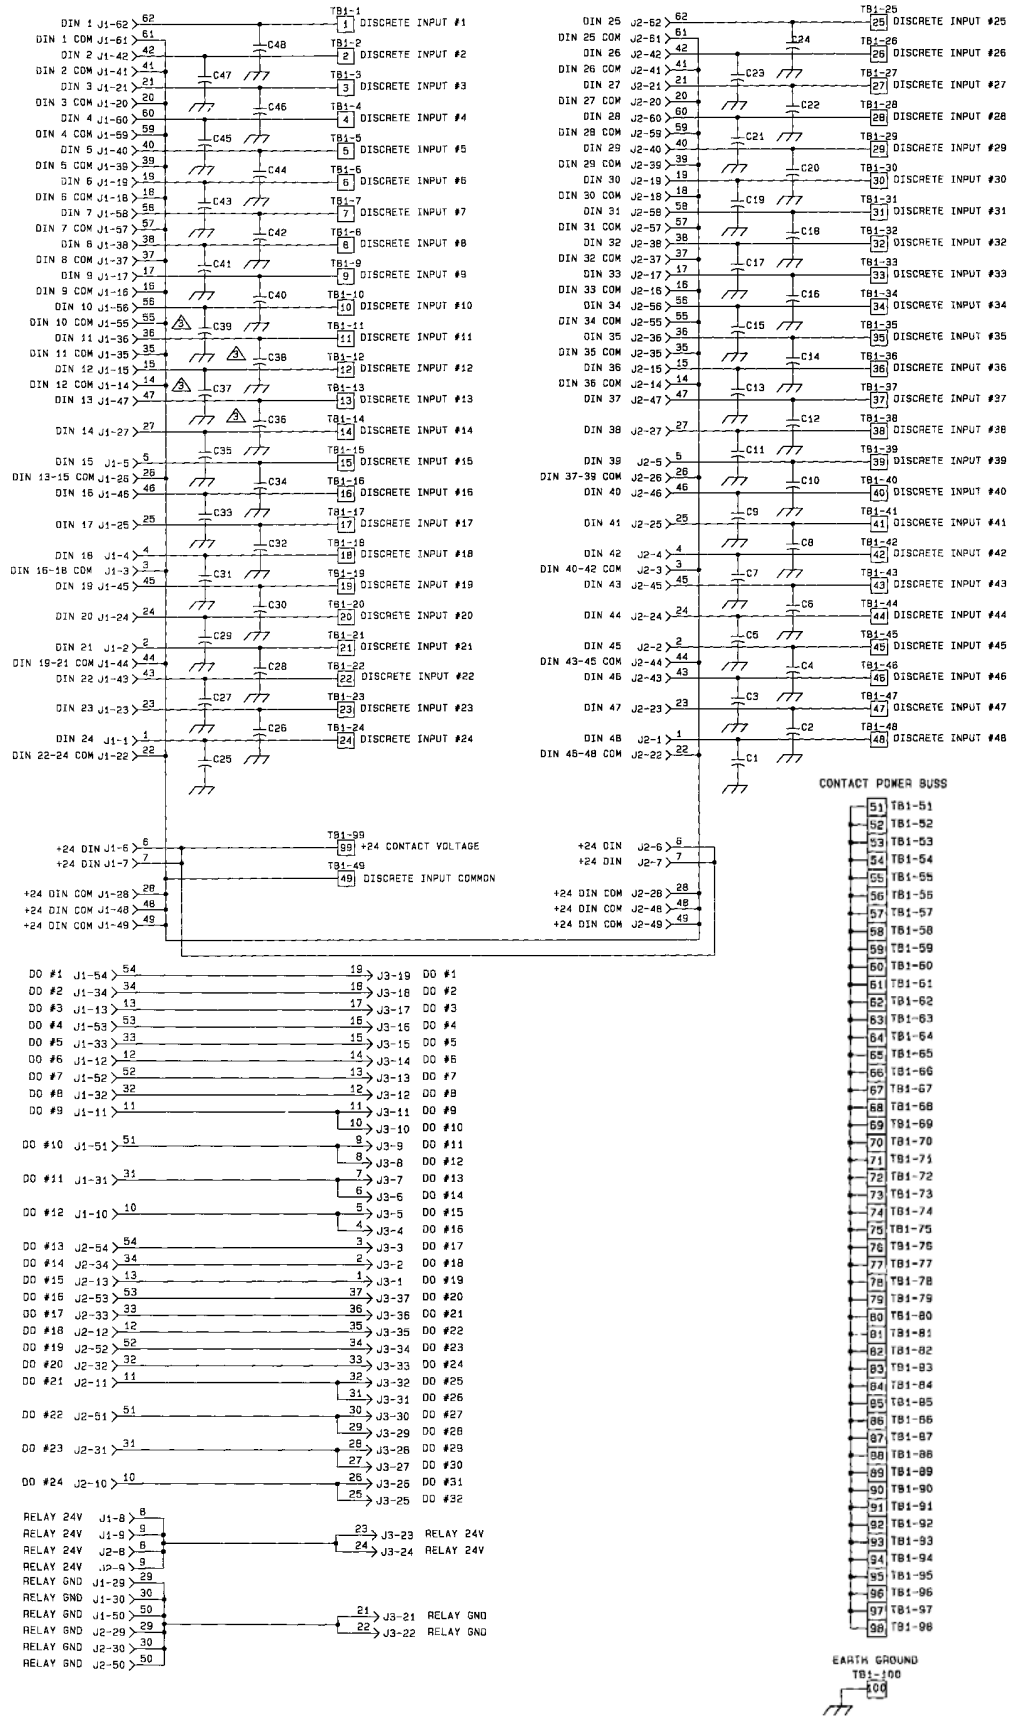 DIN 1 J1-62 62 TB1-1 1 DISCRETE INPUT #1
DIN 1 COM J1-61 61 C48
DIN 2 J1-42 42 TB1-2 2 DISCRETE INPUT #2
DIN 2 COM J1-41 41 C47
DIN 3 J1-21 21 TB1-3 3 DISCRETE INPUT #3
DIN 3 COM J1-20 20 C46
DIN 4 J1-60 60 TB1-4 4 DISCRETE INPUT #4
DIN 4 COM J1-59 59 C45
DIN 5 J1-40 40 TB1-5 5 DISCRETE INPUT #5
DIN 5 COM J1-39 39 C44
DIN 6 J1-19 19 TB1-6 6 DISCRETE INPUT #6
DIN 6 COM J1-18 18 C43
DIN 7 J1-58 58 TB1-7 7 DISCRETE INPUT #7
DIN 7 COM J1-57 57 C42
DIN 8 J1-38 38 TB1-8 8 DISCRETE INPUT #8
DIN 8 COM J1-37 37 C41
DIN 9 J1-17 17 TB1-9 9 DISCRETE INPUT #9
DIN 9 COM J1-16 16 C40
DIN 10 J1-56 56 TB1-10 10 DISCRETE INPUT #10
DIN 10 COM J1-55 55 3 C39
DIN 11 J1-36 36 TB1-11 11 DISCRETE INPUT #11
DIN 11 COM J1-35 35 3 C38
DIN 12 J1-15 15 TB1-12 12 DISCRETE INPUT #12
DIN 12 COM J1-14 14 3 C37
DIN 13 J1-47 47 TB1-13 13 DISCRETE INPUT #13
3 C36
DIN 14 J1-27 27 TB1-14 14 DISCRETE INPUT #14
C35
DIN 15 J1-5 5 TB1-15 15 DISCRETE INPUT #15
DIN 13-15 COM J1-26 26 C34
DIN 16 J1-46 46 TB1-16 16 DISCRETE INPUT #16
C33
DIN 17 J1-25 25 TB1-17 17 DISCRETE INPUT #17
C32
DIN 18 J1-4 4 TB1-18 18 DISCRETE INPUT #18
DIN 16-18 COM J1-3 3 C31
DIN 19 J1-45 45 TB1-19 19 DISCRETE INPUT #19
C30
DIN 20 J1-24 24 TB1-20 20 DISCRETE INPUT #20
C29
DIN 21 J1-2 2 TB1-21 21 DISCRETE INPUT #21
DIN 19-21 COM J1-44 44 C28
DIN 22 J1-43 43 TB1-22 22 DISCRETE INPUT #22
C27
DIN 23 J1-23 23 TB1-23 23 DISCRETE INPUT #23
C26
DIN 24 J1-1 1 TB1-24 24 DISCRETE INPUT #24
DIN 22-24 COM J1-22 22 C25
DIN 25 J2-62 62 TB1-25 25 DISCRETE INPUT #25
DIN 25 COM J2-61 61 C24
DIN 26 J2-42 42 TB1-26 26 DISCRETE INPUT #26
DIN 26 COM J2-41 41 C23
DIN 27 J2-21 21 TB1-27 27 DISCRETE INPUT #27
DIN 27 COM J2-20 20 C22
DIN 28 J2-60 60 TB1-28 28 DISCRETE INPUT #28
DIN 28 COM J2-59 59 C21
DIN 29 J2-40 40 TB1-29 29 DISCRETE INPUT #29
DIN 29 COM J2-39 39 C20
DIN 30 J2-19 19 TB1-30 30 DISCRETE INPUT #30
DIN 30 COM J2-18 18 C19
DIN 31 J2-58 58 TB1-31 31 DISCRETE INPUT #31
DIN 31 COM J2-57 57 C18
DIN 32 J2-38 38 TB1-32 32 DISCRETE INPUT #32
DIN 32 COM J2-37 37 C17
DIN 33 J2-17 17 TB1-33 33 DISCRETE INPUT #33
DIN 33 COM J2-16 16 C16
DIN 34 J2-56 56 TB1-34 34 DISCRETE INPUT #34
DIN 34 COM J2-55 55 C15
DIN 35 J2-36 36 TB1-35 35 DISCRETE INPUT #35
DIN 35 COM J2-35 35 C14
DIN 36 J2-15 15 TB1-36 36 DISCRETE INPUT #36
DIN 36 COM J2-14 14 C13
DIN 37 J2-47 47 TB1-37 37 DISCRETE INPUT #37
C12
DIN 38 J2-27 27 TB1-38 38 DISCRETE INPUT #38
C11
DIN 39 J2-5 5 TB1-39 39 DISCRETE INPUT #39
DIN 37-39 COM J2-26 26 C10
DIN 40 J2-46 46 TB1-40 40 DISCRETE INPUT #40
C9
DIN 41 J2-25 25 TB1-41 41 DISCRETE INPUT #41
C8
DIN 42 J2-4 4 TB1-42 42 DISCRETE INPUT #42
DIN 40-42 COM J2-3 3 C7
DIN 43 J2-45 45 TB1-43 43 DISCRETE INPUT #43
C6
DIN 44 J2-24 24 TB1-44 44 DISCRETE INPUT #44
C5
DIN 45 J2-2 2 TB1-45 45 DISCRETE INPUT #45
DIN 43-45 COM J2-44 44 C4
DIN 46 J2-43 43 TB1-46 46 DISCRETE INPUT #46
C3
DIN 47 J2-23 23 TB1-47 47 DISCRETE INPUT #47
C2
DIN 48 J2-1 1 TB1-48 48 DISCRETE INPUT #48
DIN 46-48 COM J2-22 22 C1
+24 DIN J1-6 6 TB1-99 99 +24 CONTACT VOLTAGE
+24 DIN J1-7 7
TB1-49 49 DISCRETE INPUT COMMON
+24 DIN COM J1-28 28
+24 DIN COM J1-48 48
+24 DIN COM J1-49 49
+24 DIN J2-6 6
+24 DIN J2-7 7
+24 DIN COM J2-28 28
+24 DIN COM J2-48 48
+24 DIN COM J2-49 49
DO #1 J1-54 54 19 J3-19 DO #1
DO #2 J1-34 34 18 J3-18 DO #2
DO #3 J1-13 13 17 J3-17 DO #3
DO #4 J1-53 53 16 J3-16 DO #4
DO #5 J1-33 33 15 J3-15 DO #5
DO #6 J1-12 12 14 J3-14 DO #6
DO #7 J1-52 52 13 J3-13 DO #7
DO #8 J1-32 32 12 J3-12 DO #8
DO #9 J1-11 11 11 J3-11 DO #9
10 J3-10 DO #10
DO #10 J1-51 51 9 J3-9 DO #11
8 J3-8 DO #12
DO #11 J1-31 31 7 J3-7 DO #13
6 J3-6 DO #14
DO #12 J1-10 10 5 J3-5 DO #15
4 J3-4 DO #16
DO #13 J2-54 54 3 J3-3 DO #17
DO #14 J2-34 34 2 J3-2 DO #18
DO #15 J2-13 13 1 J3-1 DO #19
DO #16 J2-53 53 37 J3-37 DO #20
DO #17 J2-33 33 36 J3-36 DO #21
DO #18 J2-12 12 35 J3-35 DO #22
DO #19 J2-52 52 34 J3-34 DO #23
DO #20 J2-32 32 33 J3-33 DO #24
DO #21 J2-11 11 32 J3-32 DO #25
31 J3-31 DO #26
DO #22 J2-51 51 30 J3-30 DO #27
29 J3-29 DO #28
DO #23 J2-31 31 28 J3-28 DO #29
27 J3-27 DO #30
DO #24 J2-10 10 26 J3-26 DO #31
25 J3-25 DO #32
RELAY 24V J1-8 8
RELAY 24V J1-9 9 23 J3-23 RELAY 24V
RELAY 24V J2-8 8 24 J3-24 RELAY 24V
RELAY 24V J2-9 9
RELAY GND J1-29 29
RELAY GND J1-30 30
RELAY GND J1-50 50 21 J3-21 RELAY GND
RELAY GND J2-29 29 22 J3-22 RELAY GND
RELAY GND J2-30 30
RELAY GND J2-50 50
CONTACT POWER BUSS
51 TB1-51
52 TB1-52
53 TB1-53
54 TB1-54
55 TB1-55
56 TB1-56
57 TB1-57
58 TB1-58
59 TB1-59
60 TB1-60
61 TB1-61
62 TB1-62
63 TB1-63
64 TB1-64
65 TB1-65
66 TB1-66
67 TB1-67
68 TB1-68
69 TB1-69
70 TB1-70
71 TB1-71
72 TB1-72
73 TB1-73
74 TB1-74
75 TB1-75
76 TB1-76
77 TB1-77
78 TB1-78
79 TB1-79
80 TB1-80
81 TB1-81
82 TB1-82
83 TB1-83
84 TB1-84
85 TB1-85
86 TB1-86
87 TB1-87
88 TB1-88
89 TB1-89
90 TB1-90
91 TB1-91
92 TB1-92
93 TB1-93
94 TB1-94
95 TB1-95
96 TB1-96
97 TB1-97
98 TB1-98
EARTH GROUND
TB1-100
100